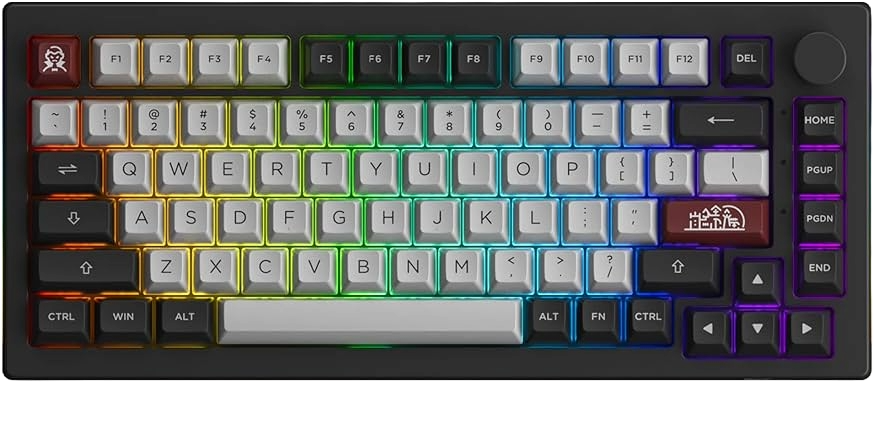 F1 F2 F3 F4 F5 F6 F7 F8 F9 F10 F11 F12 DEL
~ ! @ # $ % ^ & * ( ) — +
` 1 2 3 4 5 6 7 8 9 0 - = HOME
Q W E R T Y U I O P { } | PGUP
[ ] \
A S D F G H J K L : " PGDN
; '
Z X C V B N M < > ? END
, . /
CTRL WIN ALT ALT FN CTRL